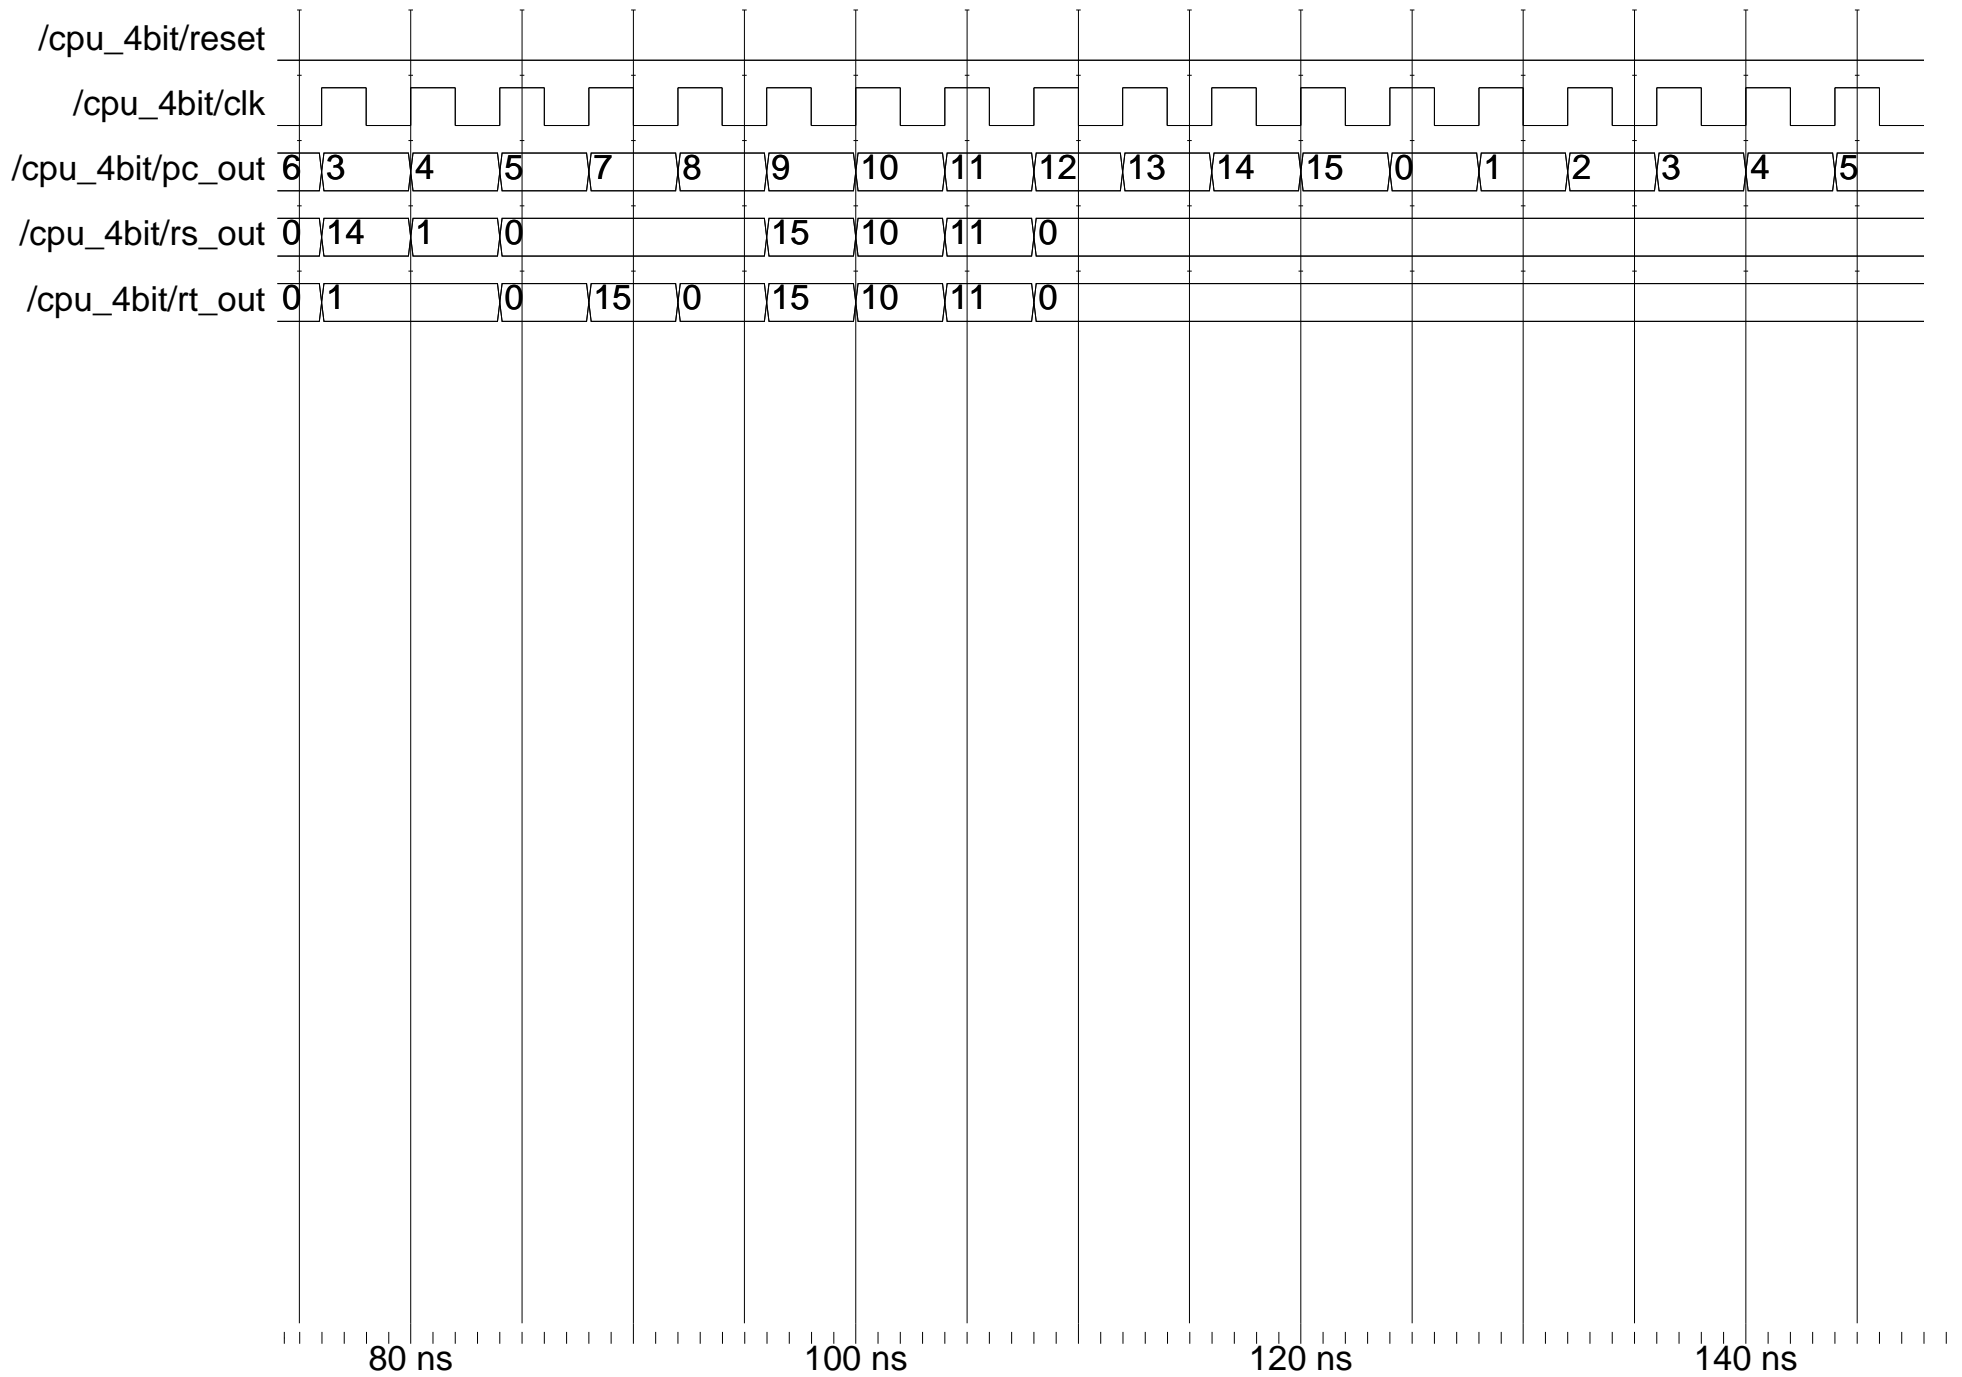 /cpu_4bit/reset
/cpu_4bit/clk
/cpu_4bit/pc_out 6 3 4 5 7 8 9 10 11 12 13 14 15 0 1 2 3 4 5
/cpu_4bit/rs_out 0 14 1 0 15 10 11 0
/cpu_4bit/rt_out 0 1 0 15 0 15 10 11 0
80 ns 100 ns 120 ns 140 ns